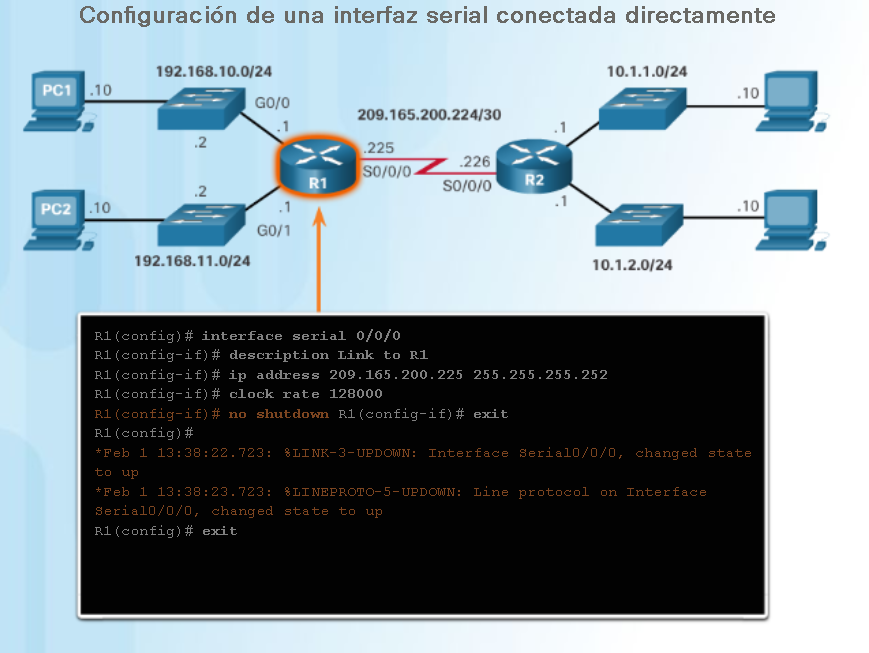 Configuración de una interfaz serial conectada directamente
192.168.10.0/24
10.1.1.0/24
PC1
.10
G0/0
.10
.1
209.165.200.224/30
.1
.2
.225
.226
S0/0/0
R1
R2
S0/0/0
PC2
.10
.2
.1
.1
.10
G0/1
192.168.11.0/24
10.1.2.0/24
R1(config)# interface serial 0/0/0
R1(config-if)# description Link to R1
R1(config-if)# ip address 209.165.200.225 255.255.255.252
R1(config-if)# clock rate 128000
R1(config-if)# no shutdown R1(config-if)# exit
R1(config)#
*Feb 1 13:38:22.723: %LINK-3-UPDOWN: Interface Serial0/0/0, changed state
to up
*Feb 1 13:38:23.723: %LINEPROTO-5-UPDOWN: Line protocol on Interface
Serial0/0/0, changed state to up
R1(config)# exit